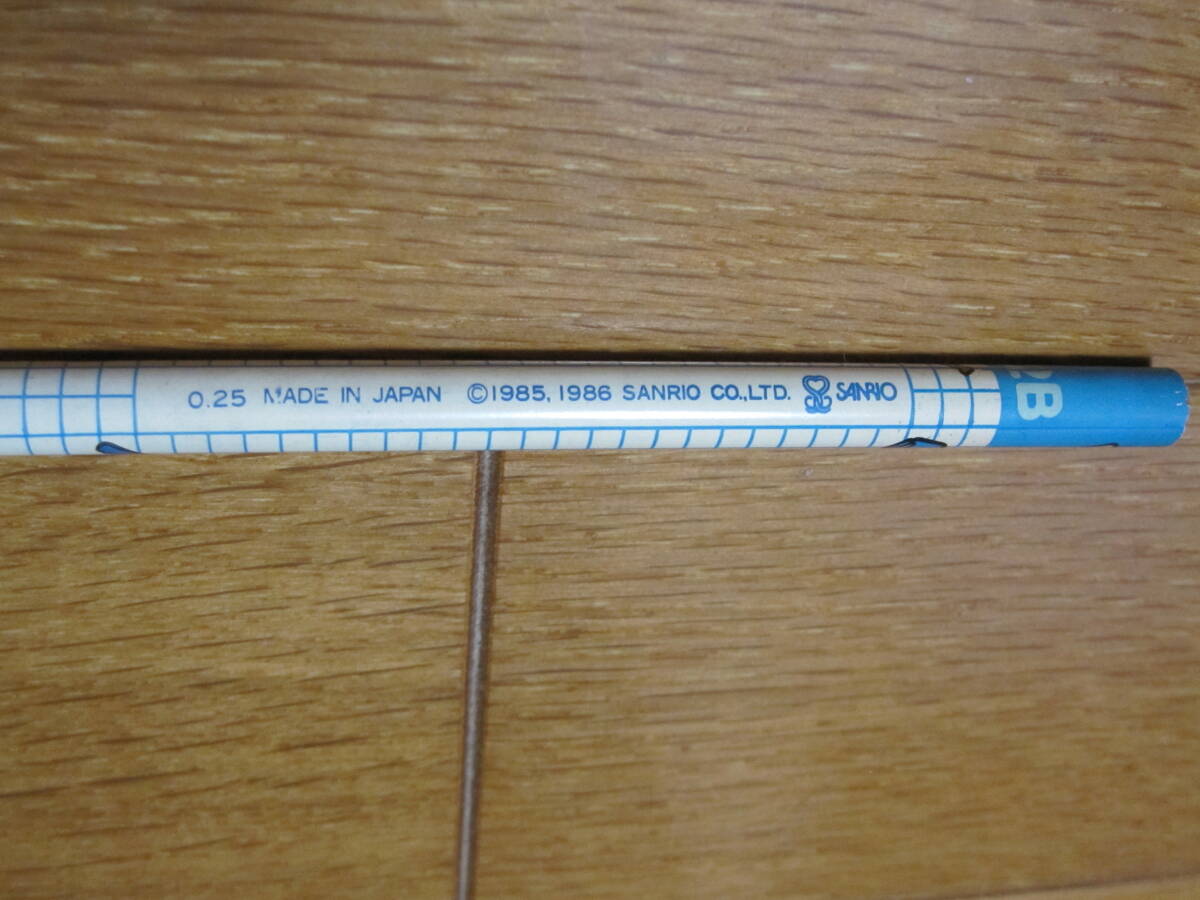 0.25 MADE IN JAPAN ©1985, 1986 SANRIO CO., LTD. SANRIO
2B